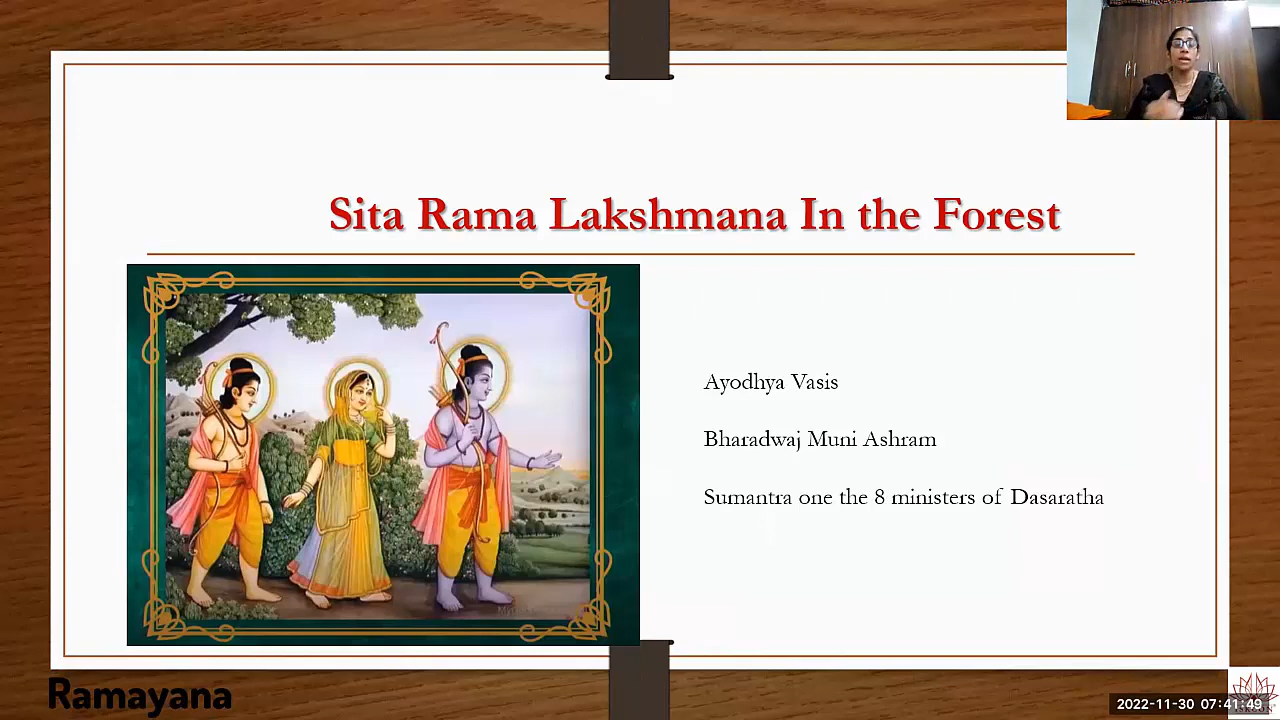 Sita Rama Lakshmana In the Forest
Ayodhya Vasis
Bharadwaj Muni Ashram
Sumantra one the 8 ministers of Dasaratha
Ramayana
2022-11-30 07:41:49